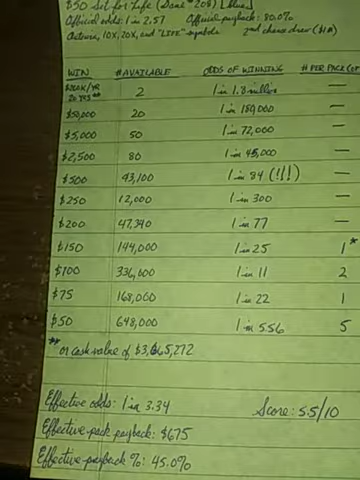 $50 Set for Life (Game #208) [Blue]
Official odds: 1 in 2.57 Official payback: 80.0%
10X, 20X, and "LIFE" symbols 2nd chance draw
WIN # AVAILABLE ODDS OF WINNING # PER PACK
20 YRS** 2 1 in 1.8 million —
$50,000 20 1 in 180,000 —
$5,000 50 1 in 72,000 —
$2,500 80 1 in 45,000 —
$500 43,100 1 in 84 (!!!) —
$250 12,000 1 in 300 —
$200 47,340 1 in 77 —
$150 144,000 1 in 25 1*
$100 336,000 1 in 11 2
$75 168,000 1 in 22 1
$50 648,000 1 in 5.56 5
** or cash value of $3,665,272
Effective odds: 1 in 3.34 Score: 5.5/10
Effective pack payback: $675
Effective payback %: 45.0%